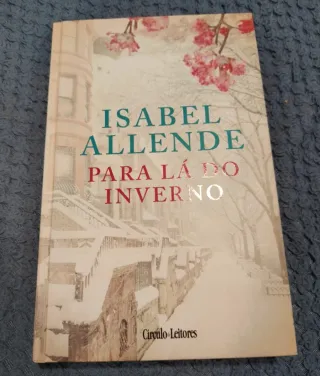 ISABEL
ALLENDE
PARA LÁ DO
INVERNO
Círculo Leitores